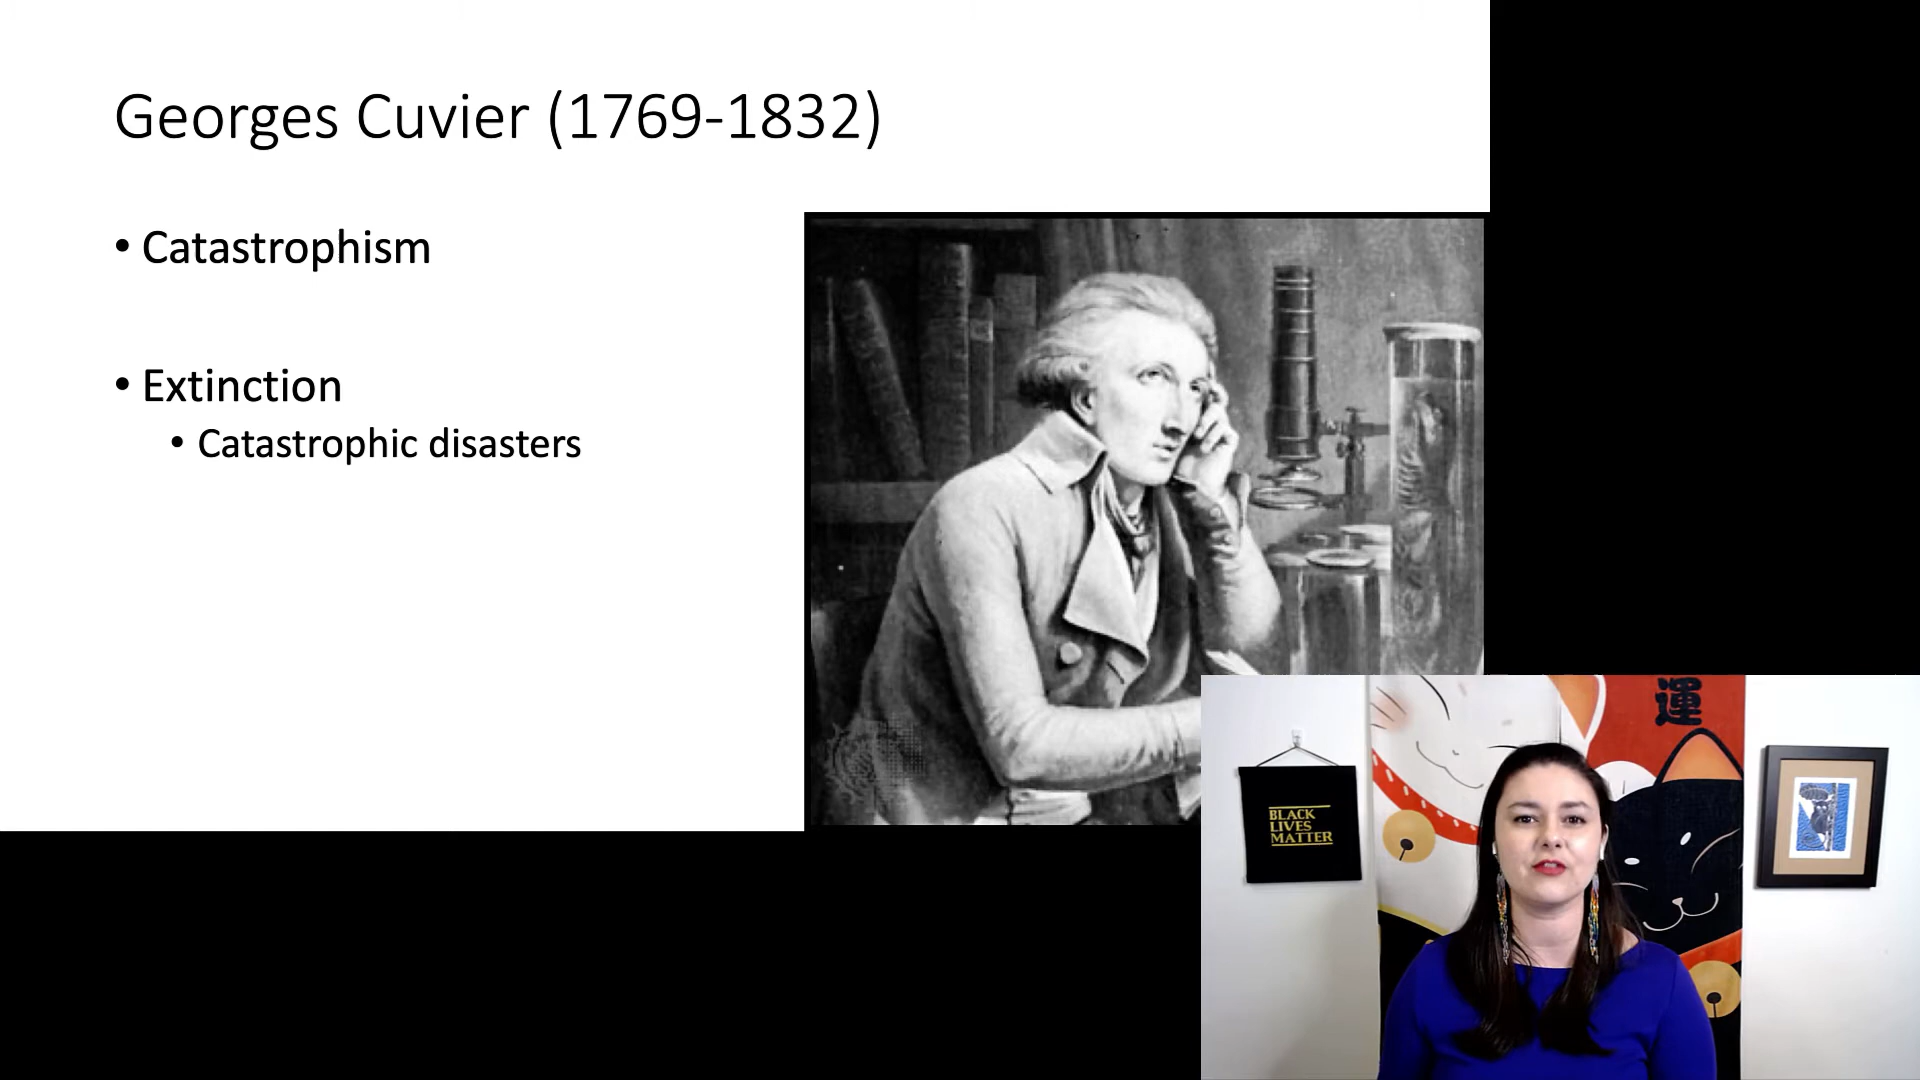 Georges Cuvier (1769-1832)
• Catastrophism
• Extinction
• Catastrophic disasters
運
BLACK
LIVES
MATTER